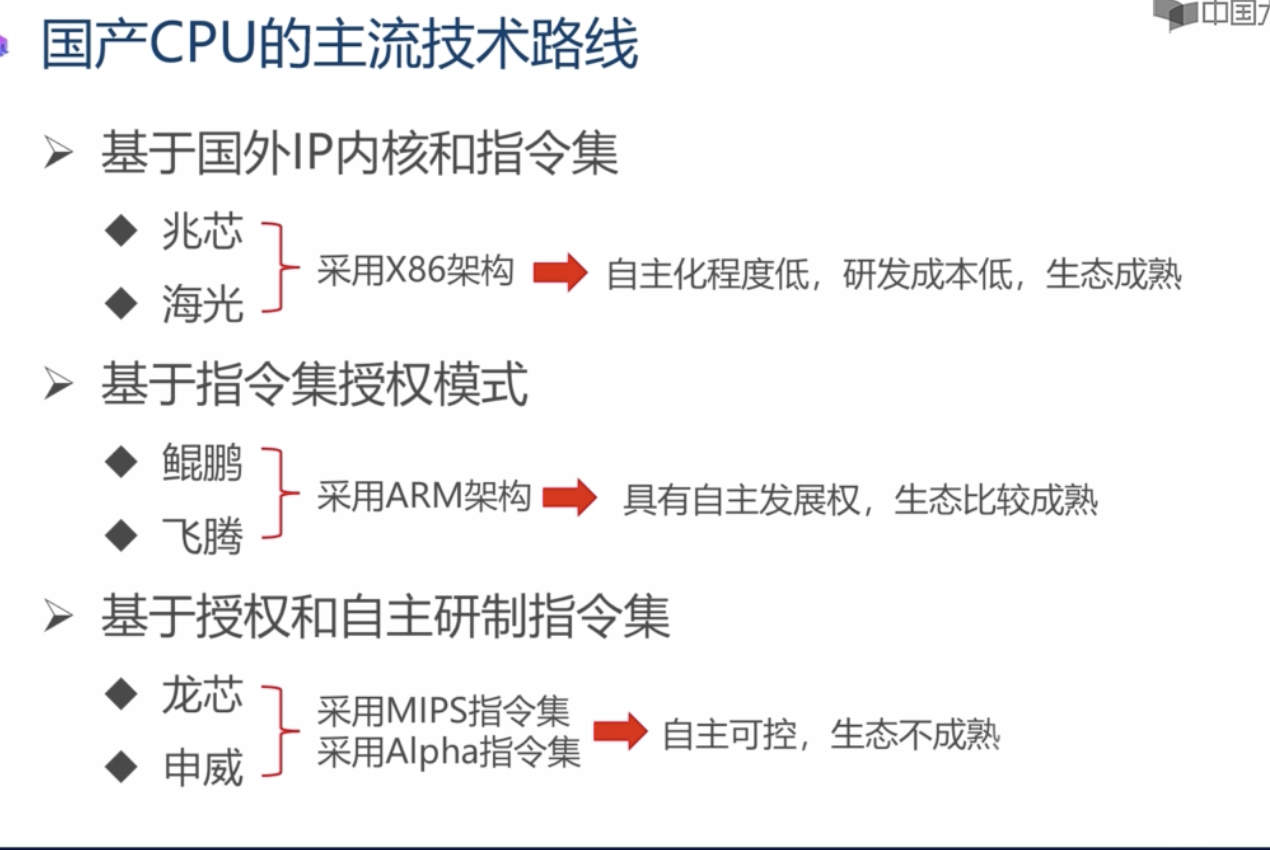 国产CPU的主流技术路线
中国
基于国外IP内核和指令集
兆芯
海光
采用X86架构
自主化程度低，研发成本低，生态成熟
基于指令集授权模式
鲲鹏
飞腾
采用ARM架构
具有自主发展权，生态比较成熟
基于授权和自主研制指令集
龙芯
申威
采用MIPS指令集
采用Alpha指令集
自主可控，生态不成熟